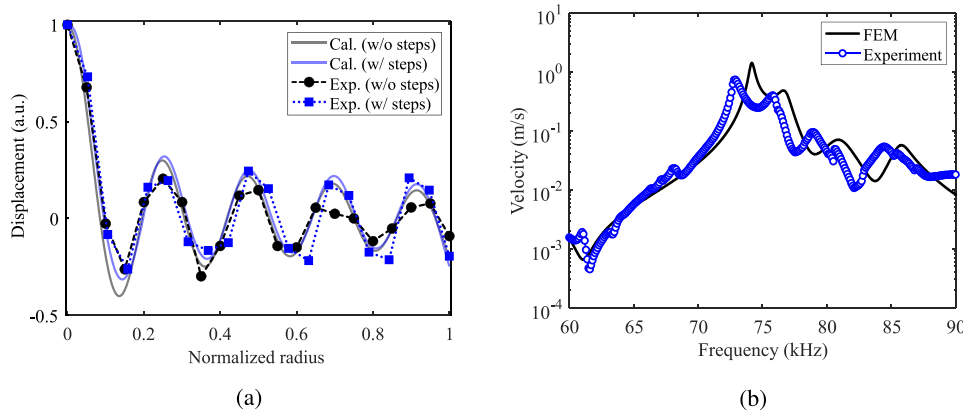 1
0.5
0
-0.5
Displacement (a.u.)
Cal. (w/o steps)
Cal. (w/ steps)
Exp. (w/o steps)
Exp. (w/ steps)
0 0.2 0.4 0.6 0.8 1
Normalized radius
(a)
10^1
10^0
10^-1
10^-2
10^-3
10^-4
Velocity (m/s)
FEM
Experiment
60 65 70 75 80 85 90
Frequency (kHz)
(b)